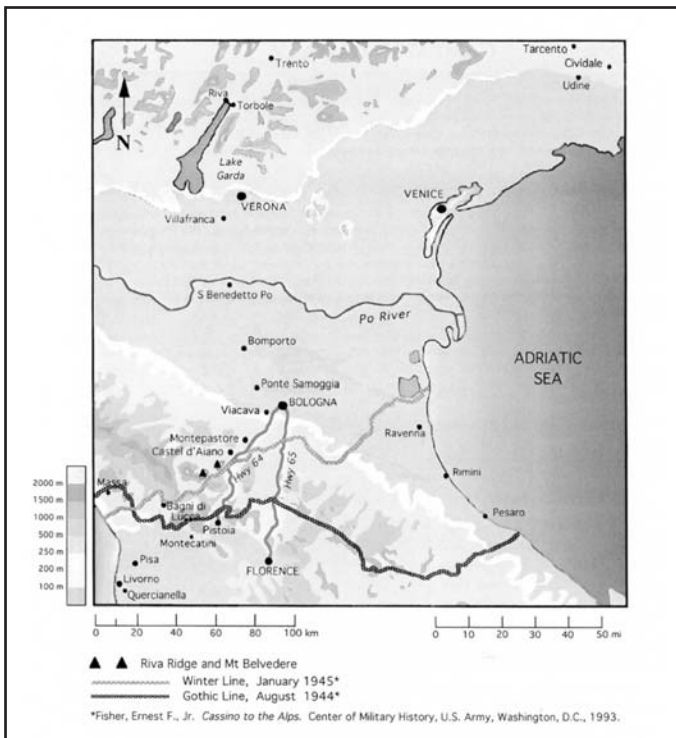 Tarcento
Trento
Cividale
Udine
Riva
Torbole
N
Lake
Garda
VERONA
VENICE
Villafranca
S Benedetto Po
Po River
Bomporto
ADRIATIC
SEA
Ponte Samoggia
BOLOGNA
Viacava
Montepastore
Castel d'Aiano
Ravenna
Hwy 64
Hwy 65
Rimini
2000 m
1500 m
1000 m
500 m
250 m
200 m
100 m
Massa
Bagni di
Lucca
Pistoia
Pesaro
Montecatini
Pisa
FLORENCE
Livorno
Quercianella
0 20 40 60 80 100 km
0 10 20 30 40 50 mi
Riva Ridge and Mt Belvedere
Winter Line, January 1945*
Gothic Line, August 1944*
*Fisher, Ernest F., Jr. Cassino to the Alps. Center of Military History, U.S. Army, Washington, D.C., 1993.